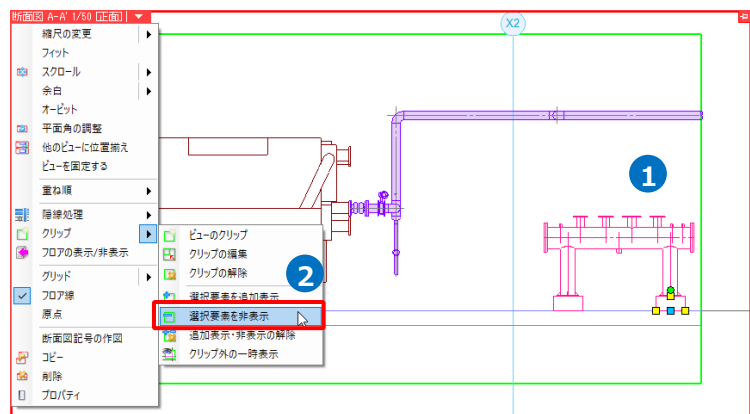 断面図 A-A' 1/60 [正面]
X2
縮尺の変更
フィット
スクロール
余白
オービット
平面角の調整
他のビューに位置揃え
ビューを固定する
重ね順
陰線処理
クリップ
フロアの表示/非表示
グリッド
フロア線
原点
断面図記号の作図
コピー
削除
プロパティ
ビューのクリップ
クリップの編集
クリップの解除
選択要素を追加表示
選択要素を非表示
追加表示・非表示の解除
クリップ外の一時表示
1
2